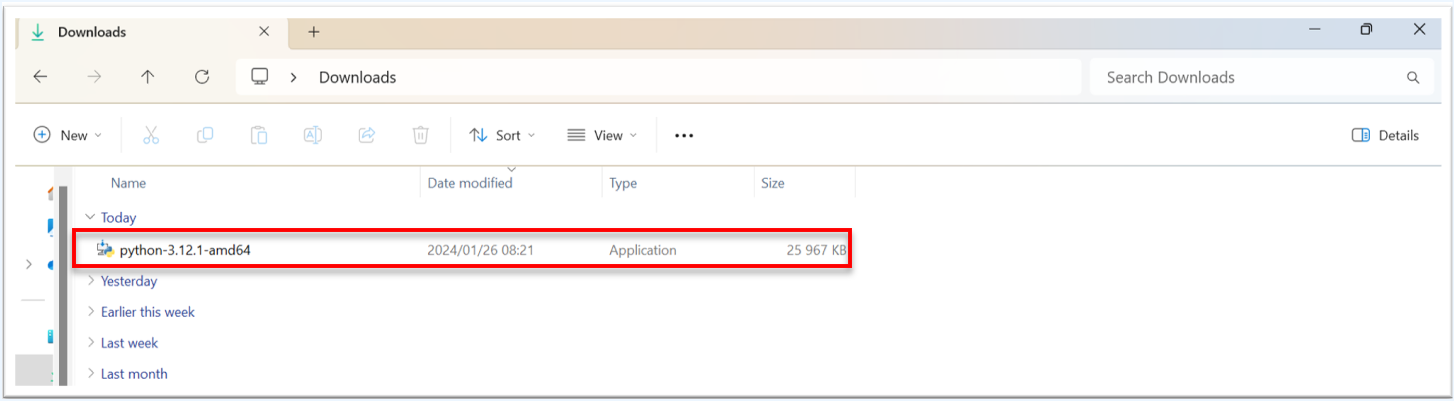 Downloads
Downloads
Search Downloads
New
Sort
View
Details
Name Date modified Type Size
Today
python-3.12.1-amd64 2024/01/26 08:21 Application 25 967 KB
Yesterday
Earlier this week
Last week
Last month